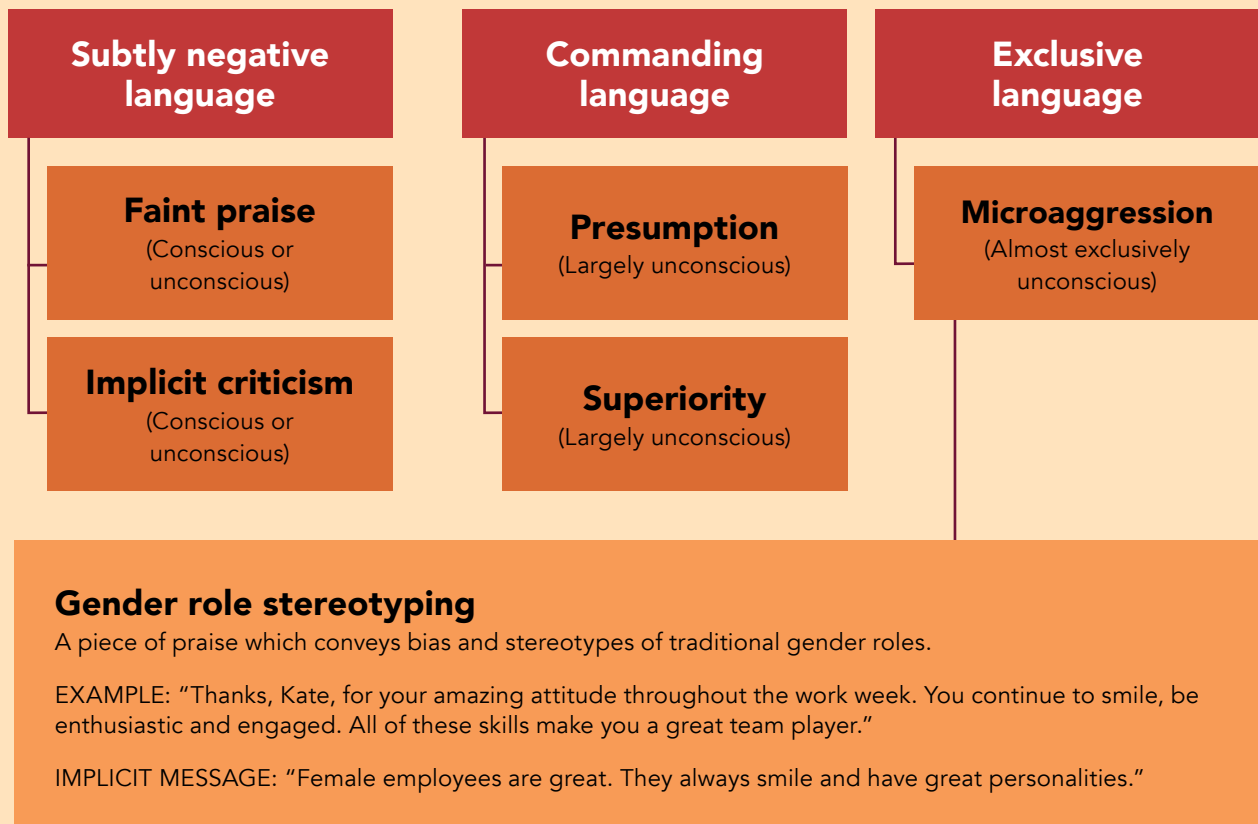 Subtly negative
language
Faint praise
(Conscious or
unconscious)
Implicit criticism
(Conscious or
unconscious)
Commanding
language
Presumption
(Largely unconscious)
Superiority
(Largely unconscious)
Exclusive
language
Microaggression
(Almost exclusively
unconscious)
Gender role stereotyping
A piece of praise which conveys bias and stereotypes of traditional gender roles.
EXAMPLE: “Thanks, Kate, for your amazing attitude throughout the work week. You continue to smile, be
enthusiastic and engaged. All of these skills make you a great team player.”
IMPLICIT MESSAGE: “Female employees are great. They always smile and have great personalities.”